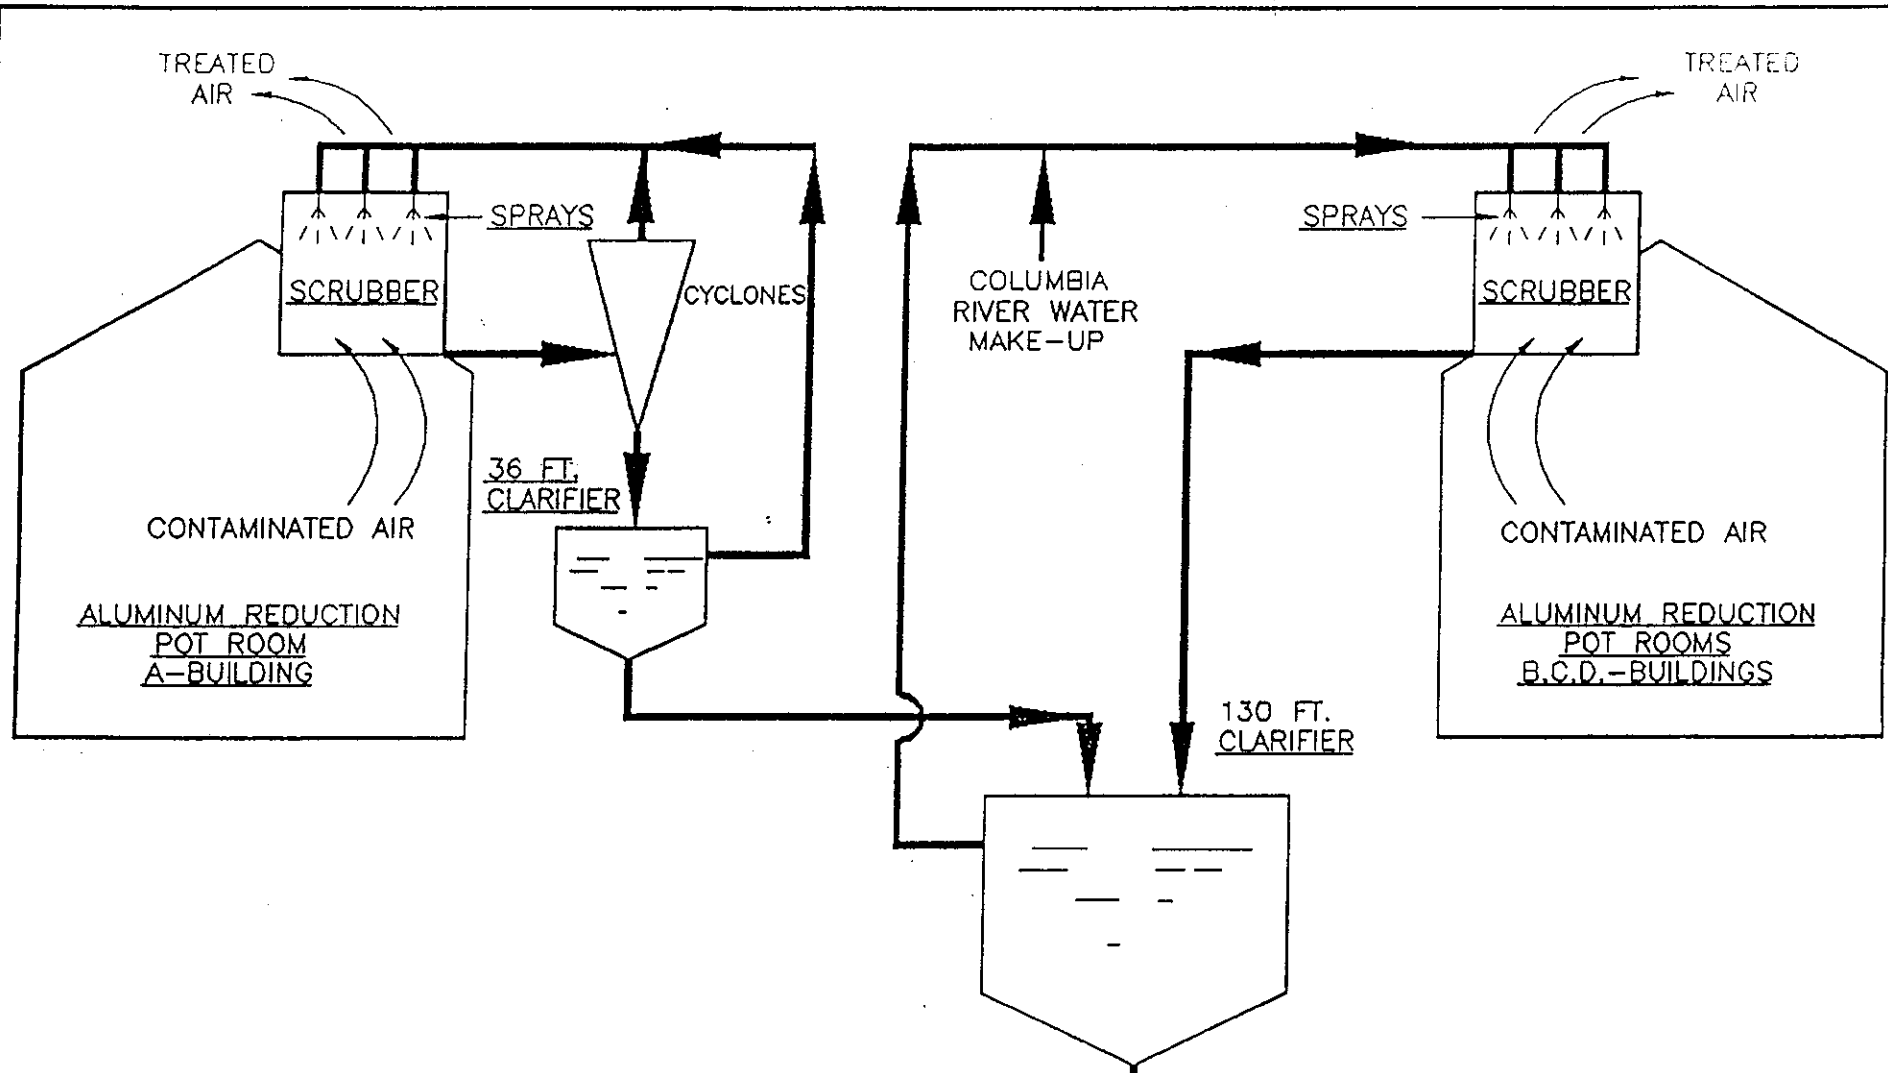 TREATED
AIR
TREATED
AIR
SPRAYS
SPRAYS
SCRUBBER
CYCLONES
COLUMBIA
RIVER WATER
MAKE-UP
SCRUBBER
36 FT.
CLARIFIER
CONTAMINATED AIR
CONTAMINATED AIR
ALUMINUM REDUCTION
POT ROOM
A-BUILDING
ALUMINUM REDUCTION
POT ROOMS
B.C.D.-BUILDINGS
130 FT.
CLARIFIER